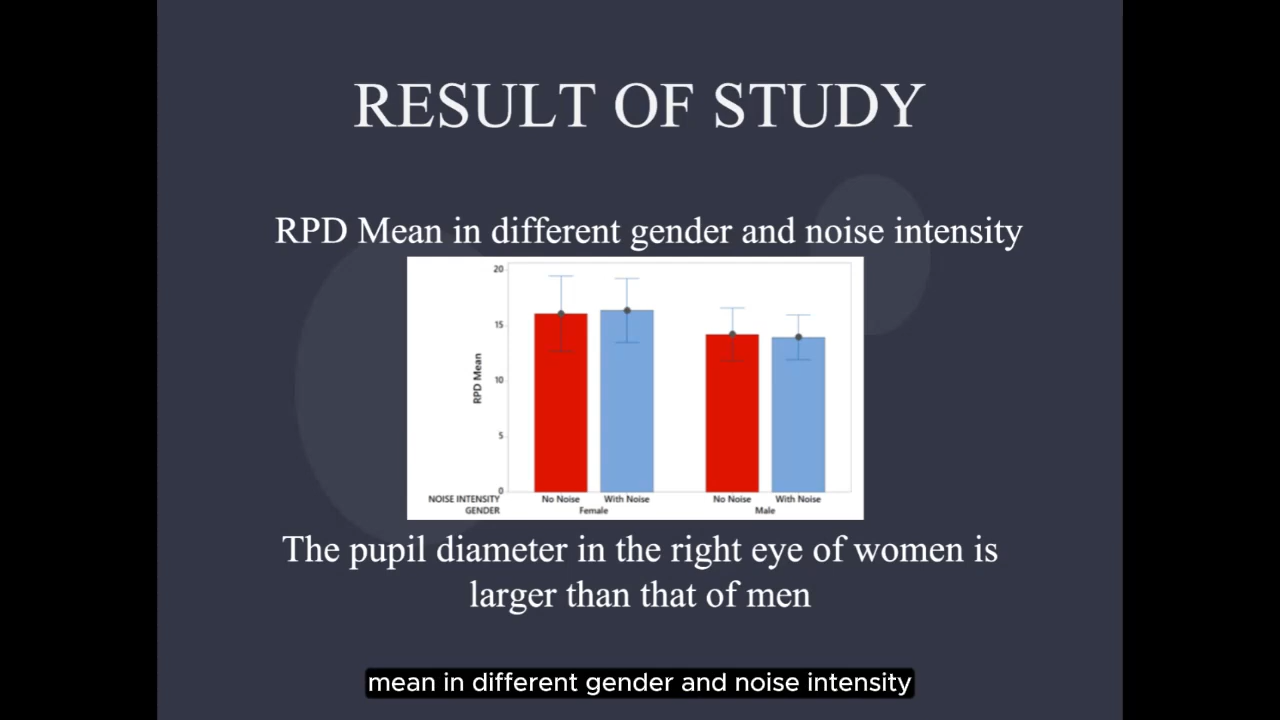 RESULT OF STUDY
RPD Mean in different gender and noise intensity
20
15
10
5
0
RPD Mean
NOISE INTENSITY No Noise With Noise No Noise With Noise
GENDER Female Male
The pupil diameter in the right eye of women is
larger than that of men
mean in different gender and noise intensity